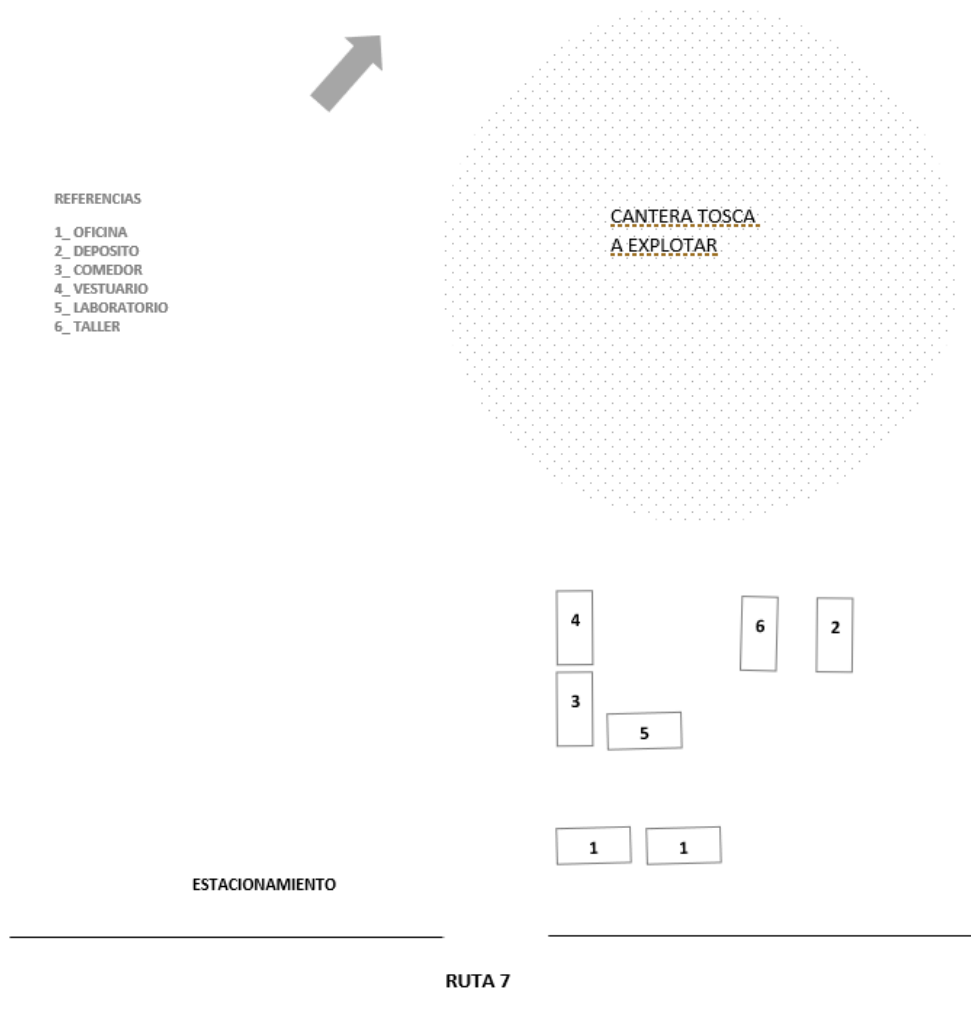 CANTERA TOSCA
A EXPLOTAR
REFERENCIAS
1_ OFICINA
2_ DEPOSITO
3_ COMEDOR
4_ VESTUARIO
5_ LABORATORIO
6_ TALLER
4
6
2
3
5
1
1
ESTACIONAMIENTO
RUTA 7